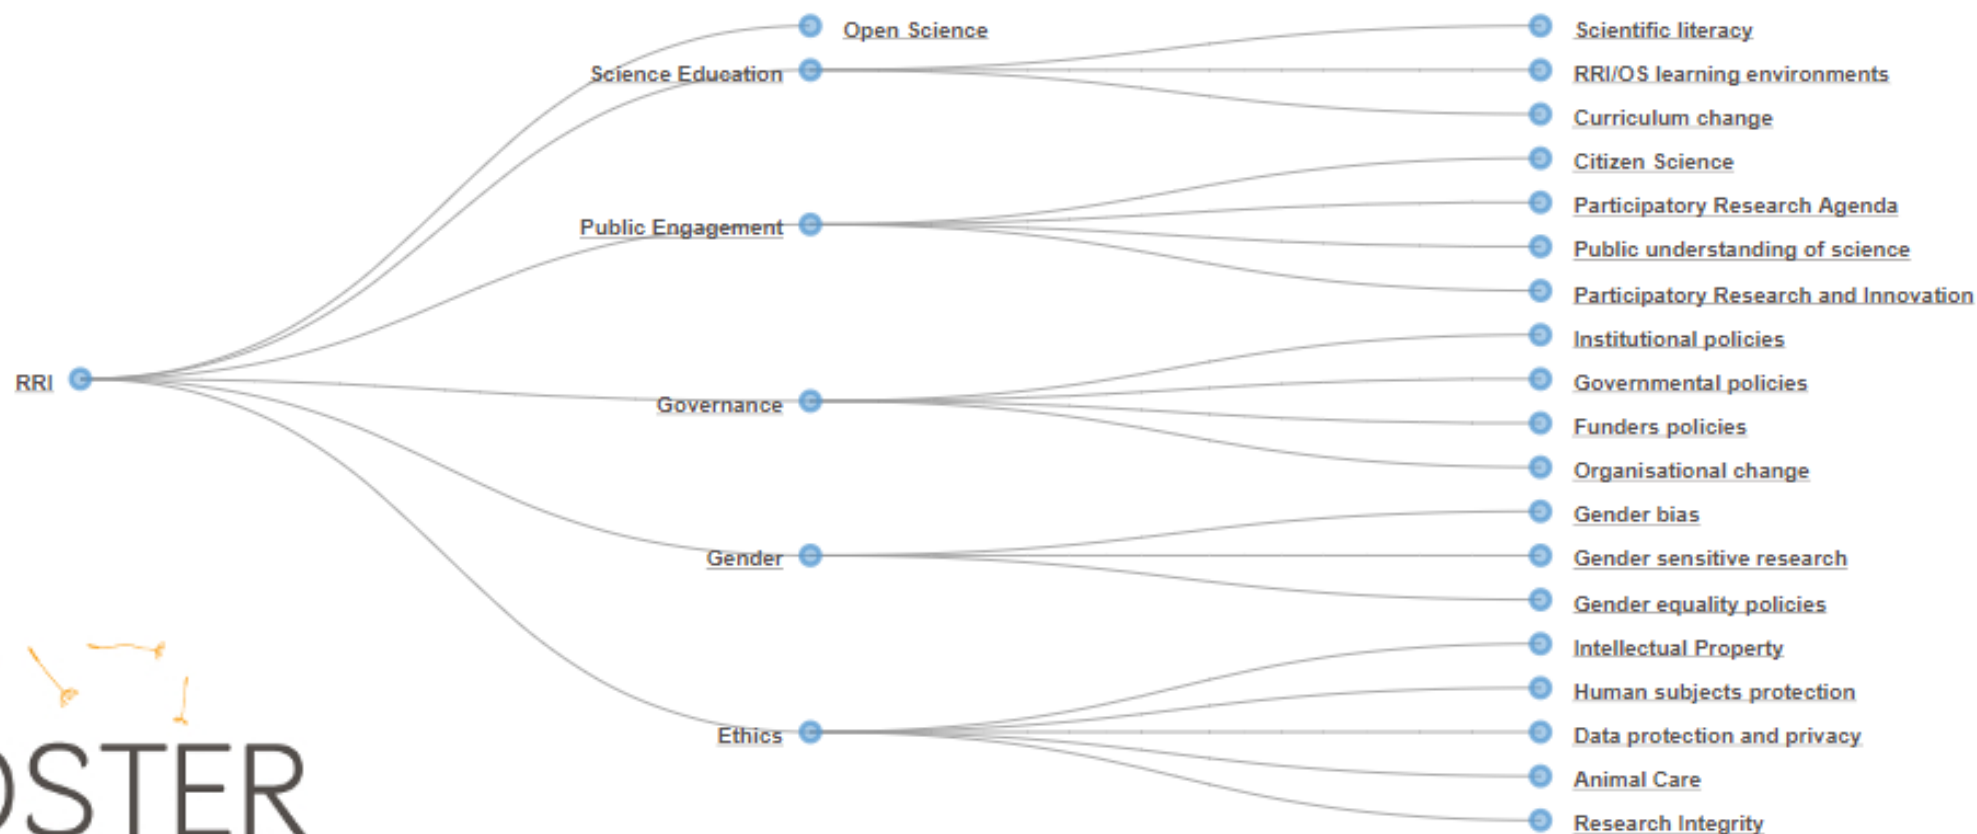 RRI
Open Science
Science Education
Scientific literacy
RRI/OS learning environments
Curriculum change
Public Engagement
Citizen Science
Participatory Research Agenda
Public understanding of science
Participatory Research and Innovation
Governance
Institutional policies
Governmental policies
Funders policies
Organisational change
Gender
Gender bias
Gender sensitive research
Gender equality policies
Ethics
Intellectual Property
Human subjects protection
Data protection and privacy
Animal Care
Research Integrity
OSTER